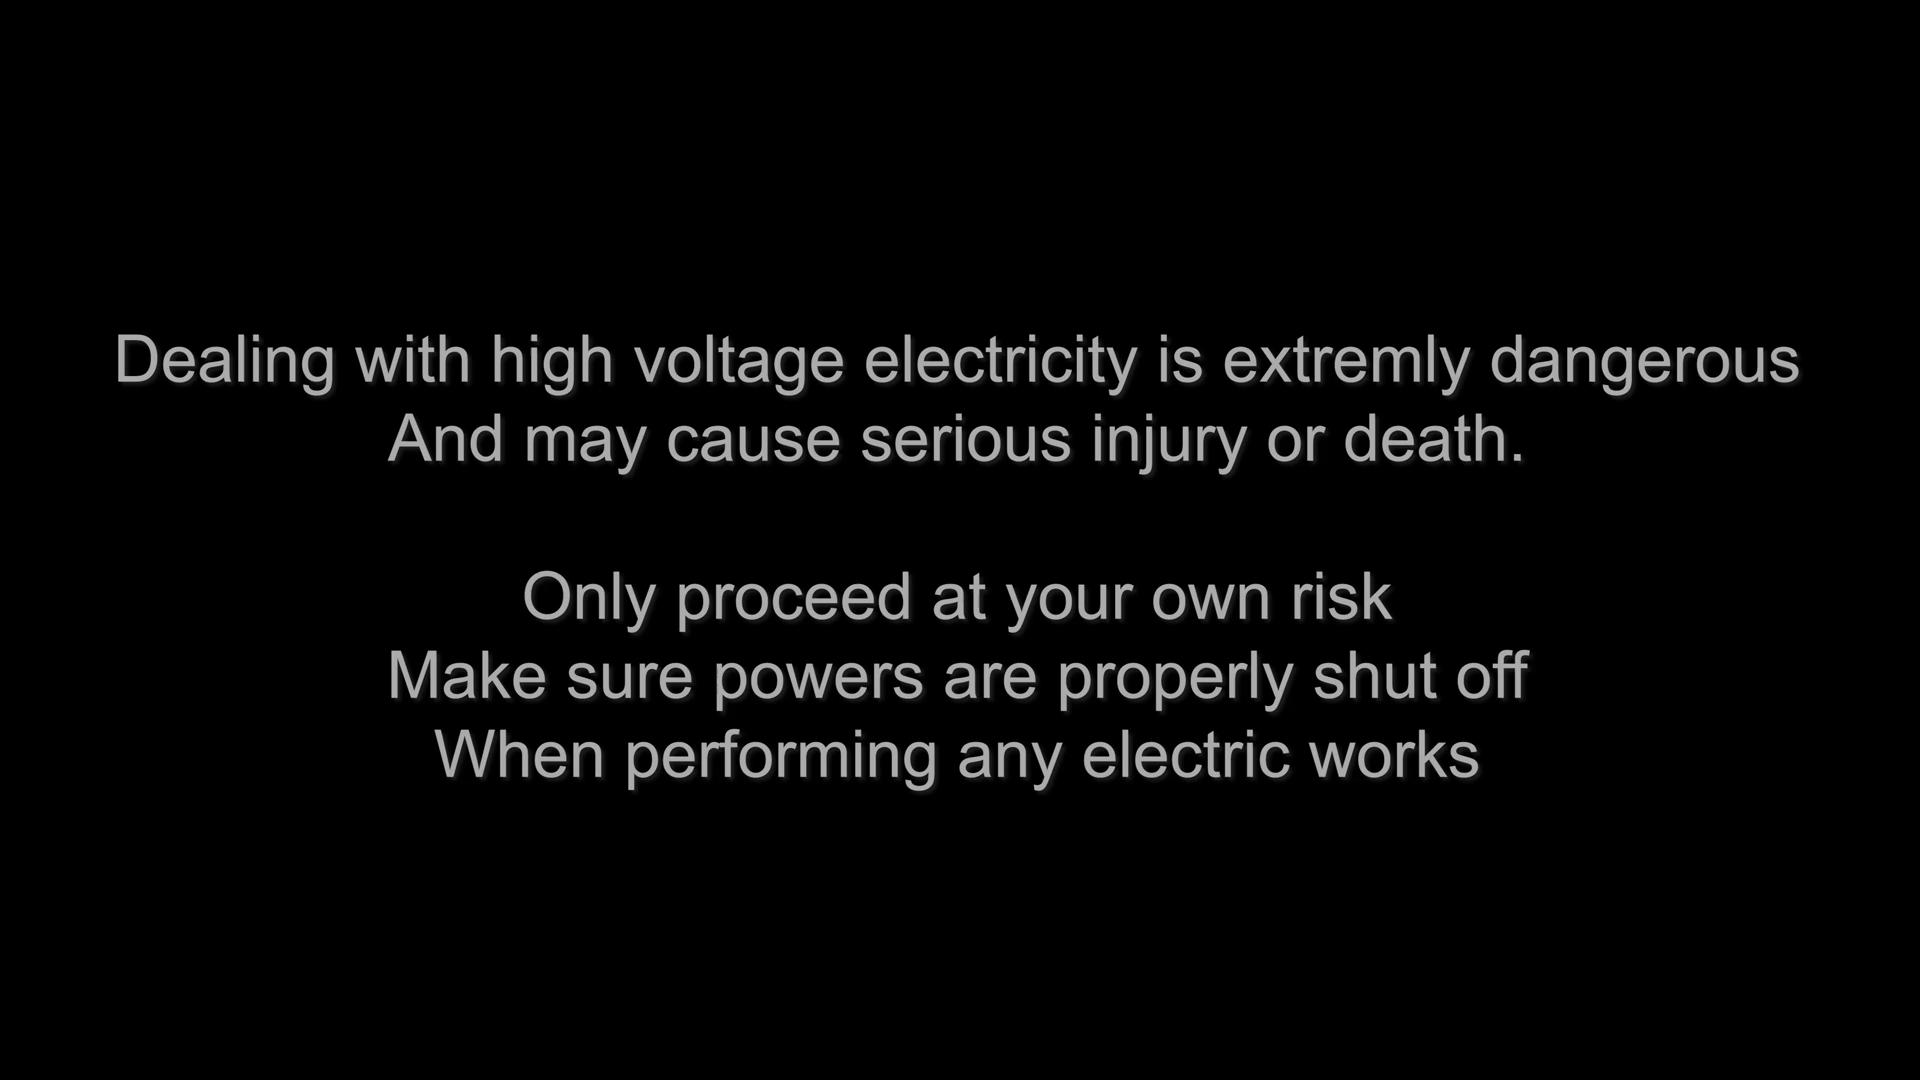 Dealing with high voltage electricity is extremly dangerous
And may cause serious injury or death.
Only proceed at your own risk
Make sure powers are properly shut off
When performing any electric works